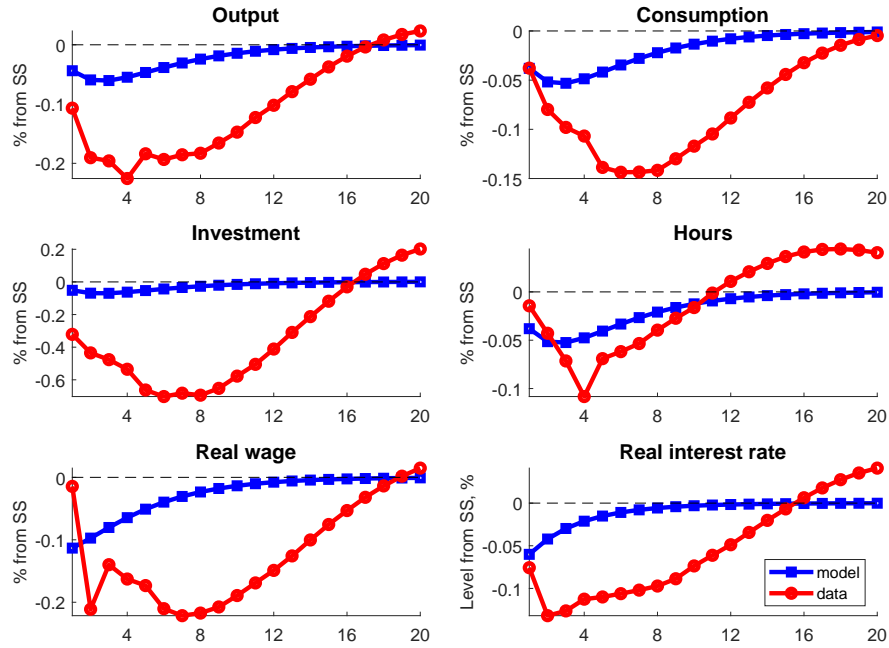 Output
% from SS
0
-0.1
-0.2
4 8 12 16 20
Consumption
% from SS
0
-0.05
-0.1
-0.15
4 8 12 16 20
Investment
% from SS
0.2
0
-0.2
-0.4
-0.6
4 8 12 16 20
Hours
% from SS
0
-0.05
-0.1
4 8 12 16 20
Real wage
% from SS
0
-0.1
-0.2
4 8 12 16 20
Real interest rate
Level from SS, %
0
-0.05
-0.1
4 8 12 16 20
model
data